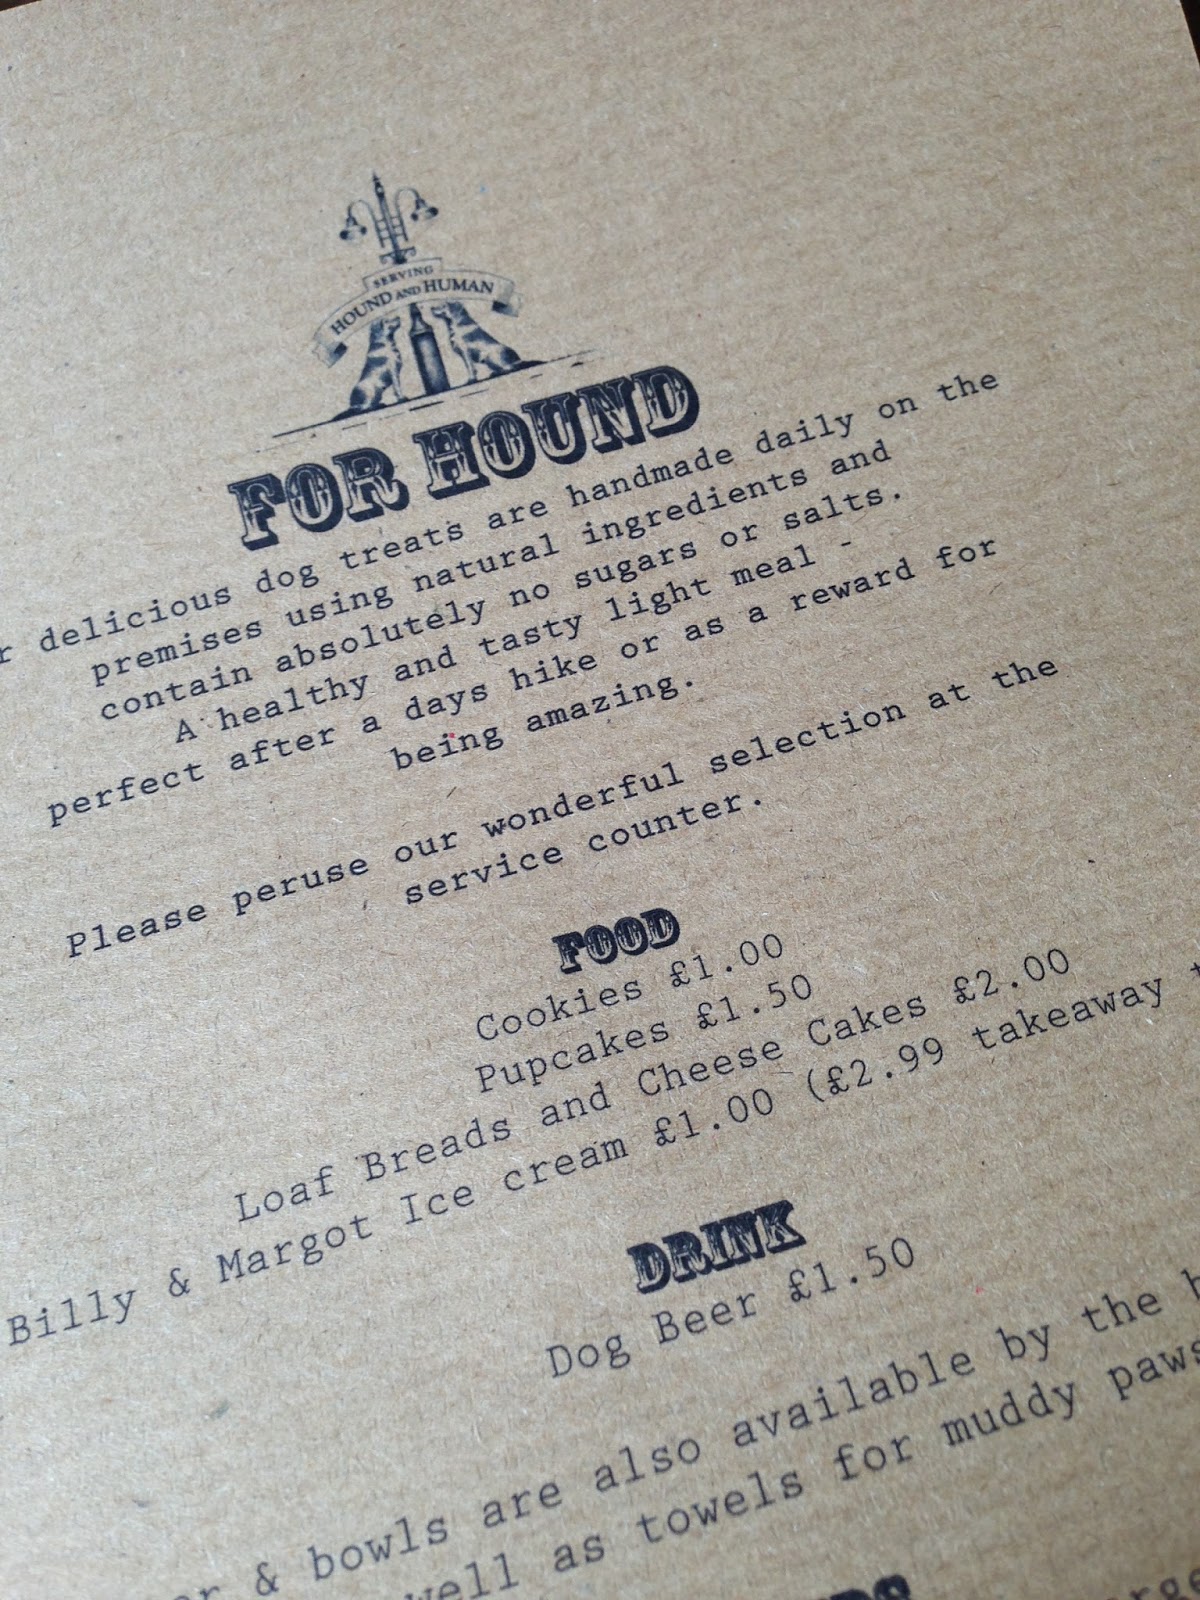 SERVING
HOUND AND HUMAN
FOR HOUND
delicious dog treats are handmade daily on the
premises using natural ingredients and
contain absolutely no sugars or salts.
A healthy and tasty light meal -
perfect after a days hike or as a reward for
being amazing.
Please peruse our wonderful selection at the
service counter.
FOOD
Cookies £1.00
Pupcakes £1.50
Loaf Breads and Cheese Cakes £2.00
Billy & Margot Ice cream £1.00 (£2.99 takeaway
DRINK
Dog Beer £1.50
& bowls are also available by the
well as towels for muddy paws